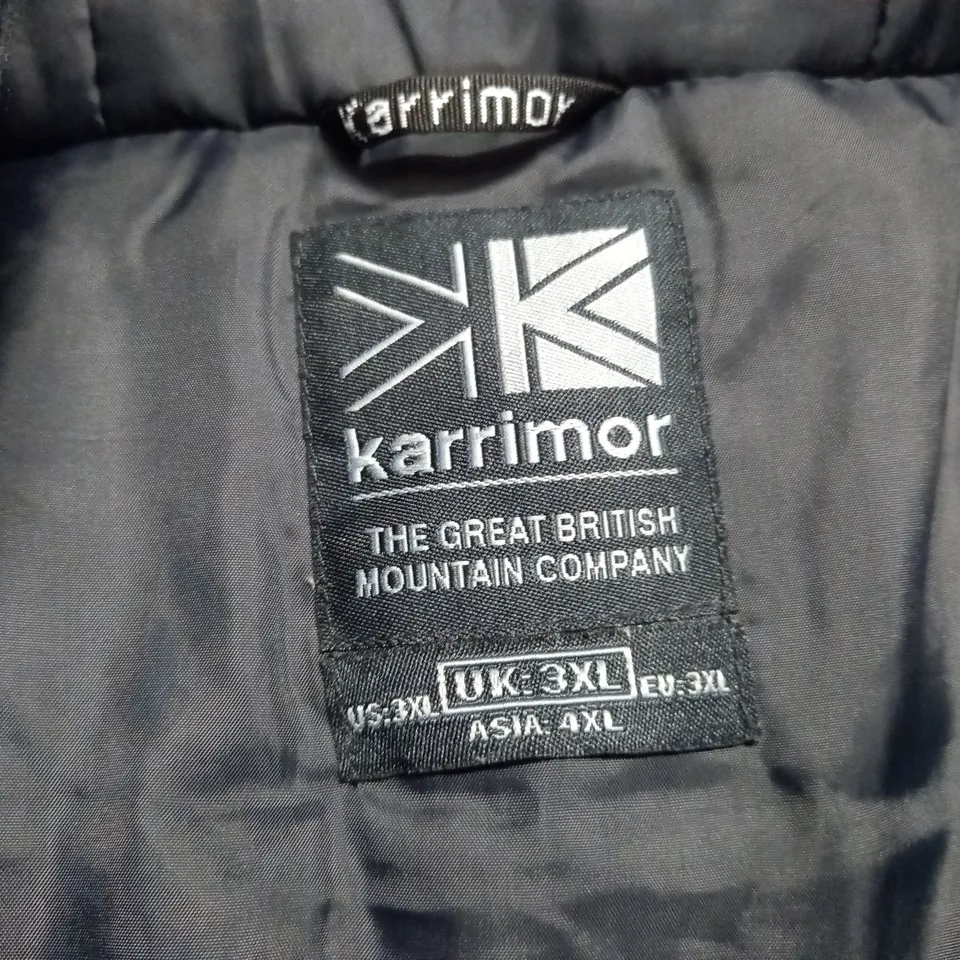 karrimor
karrimor
THE GREAT BRITISH
MOUNTAIN COMPANY
US:3XL UK: 3XL EU:3XL
ASIA: 4XL